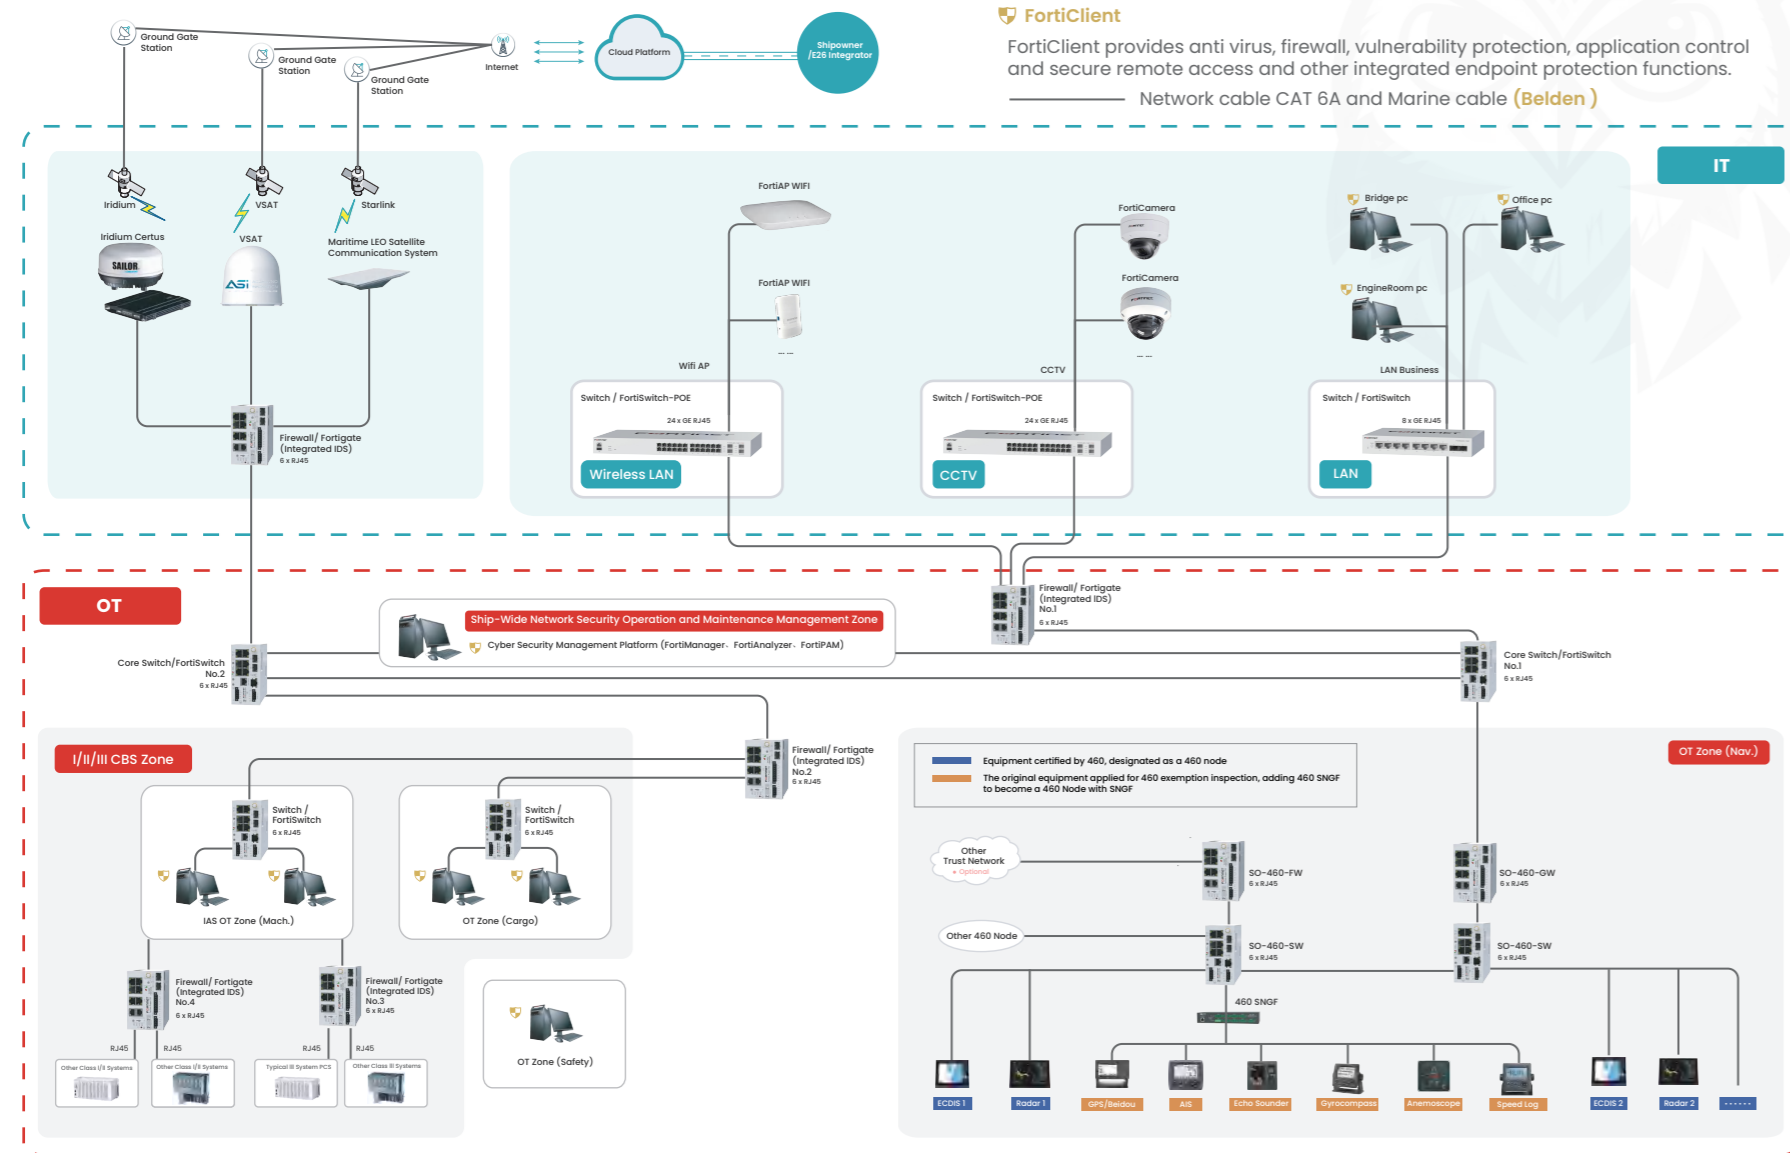 Ground Gate
Station
Ground Gate
Station
Ground Gate
Station
Internet
Cloud Platform
Shipowner
/E26 Integrator
FortiClient
FortiClient provides anti virus, firewall, vulnerability protection, application control
and secure remote access and other integrated endpoint protection functions.
Network cable CAT 6A and Marine cable (Belden )
IT
Iridium
VSAT
Starlink
Iridium Certus
VSAT
Maritime LEO Satellite
Communication System
SAILOR
ASi
Firewall/ Fortigate
(Integrated IDS)
6 x RJ45
FortiAP WIFI
FortiAP WIFI
... ...
Wifi AP
Switch / FortiSwitch-POE
24 x GE RJ45
Wireless LAN
FortiCamera
FortiCamera
... ...
CCTV
Switch / FortiSwitch-POE
24 x GE RJ45
CCTV
Bridge pc
Office pc
EngineRoom pc
LAN Business
Switch / FortiSwitch
8 x GE RJ45
LAN
OT
Ship-Wide Network Security Operation and Maintenance Management Zone
Cyber Security Management Platform (FortiManager、FortiAnalyzer、FortiPAM)
Firewall/ Fortigate
(Integrated IDS)
No.1
6 x RJ45
Core Switch/FortiSwitch
No.2
6 x RJ45
Core Switch/FortiSwitch
No.1
6 x RJ45
I/II/III CBS Zone
Firewall/ Fortigate
(Integrated IDS)
No.2
6 x RJ45
Switch /
FortiSwitch
6 x RJ45
IAS OT Zone (Mach.)
Switch /
FortiSwitch
6 x RJ45
OT Zone (Cargo)
Firewall/ Fortigate
(Integrated IDS)
No.4
6 x RJ45
Firewall/ Fortigate
(Integrated IDS)
No.3
6 x RJ45
RJ45
RJ45
RJ45
RJ45
Other Class I/II Systems
Other Class I/II Systems
Typical III System PCS
Other Class III Systems
OT Zone (Safety)
OT Zone (Nav.)
Equipment certified by 460, designated as a 460 node
The original equipment applied for 460 exemption inspection, adding 460 SNGF
to become a 460 Node with SNGF
Other
Trust Network
* Optional
SO-460-FW
6 x RJ45
SO-460-GW
6 x RJ45
Other 460 Node
SO-460-SW
6 x RJ45
SO-460-SW
6 x RJ45
460 SNGF
ECDIS 1
Radar 1
GPS/Beidou
AIS
Echo Sounder
Gyrocompass
Anemoscope
Speed Log
ECDIS 2
Radar 2
······